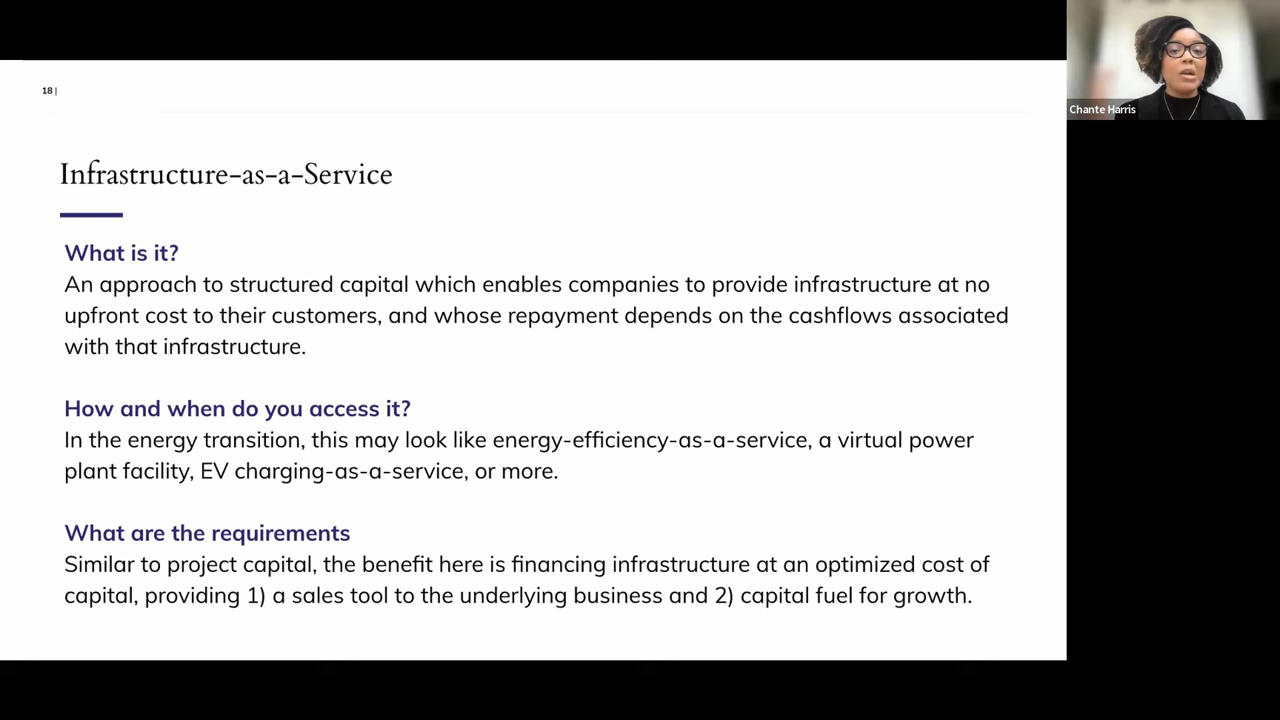 18 |
Infrastructure-as-a-Service
What is it?
An approach to structured capital which enables companies to provide infrastructure at no
upfront cost to their customers, and whose repayment depends on the cashflows associated
with that infrastructure.
How and when do you access it?
In the energy transition, this may look like energy-efficiency-as-a-service, a virtual power
plant facility, EV charging-as-a-service, or more.
What are the requirements
Similar to project capital, the benefit here is financing infrastructure at an optimized cost of
capital, providing 1) a sales tool to the underlying business and 2) capital fuel for growth.
Chante Harris